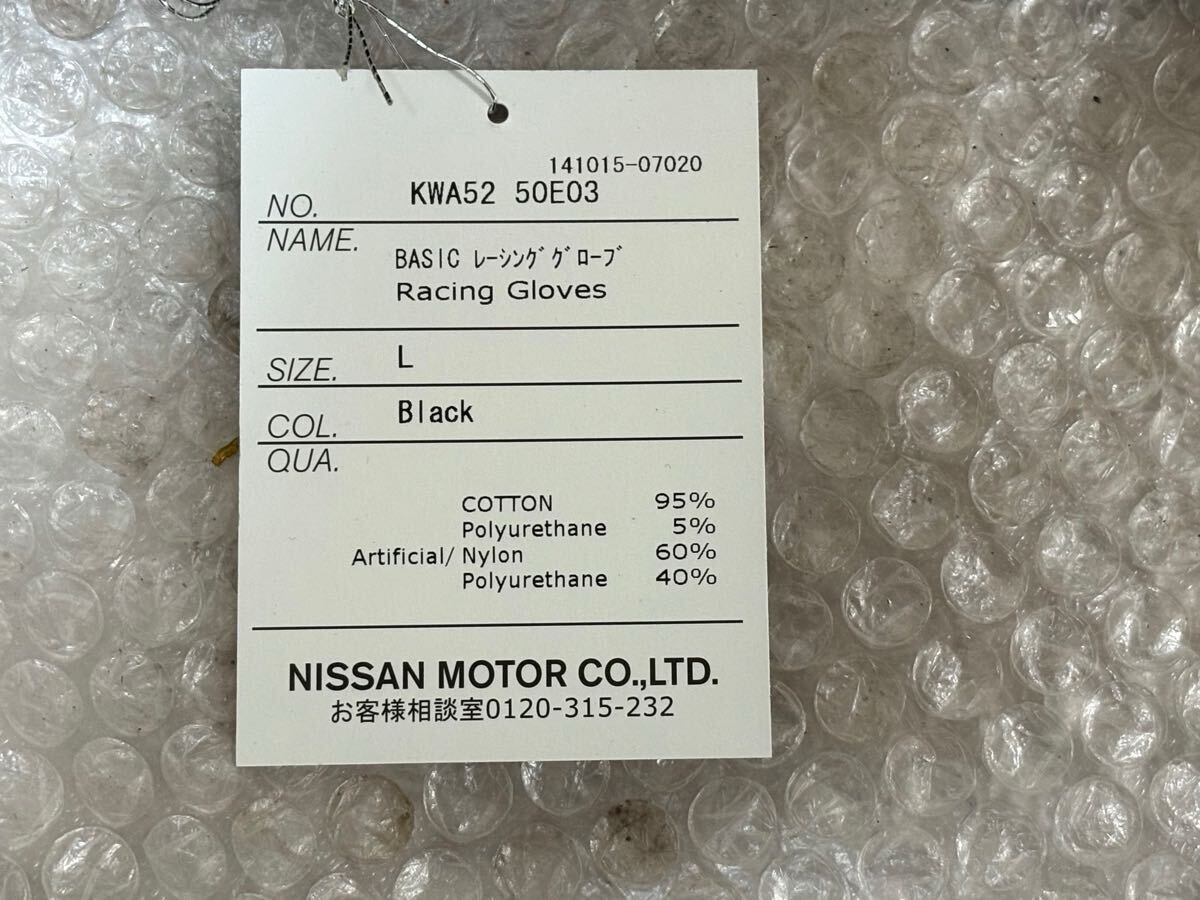 141015-07020
NO. KWA52 50E03
NAME. BASIC ﾚｰｼﾝｸﾞｸﾞﾛｰﾌﾞ
Racing Gloves
SIZE. L
COL. Black
QUA.
COTTON 95%
Polyurethane 5%
Artificial/ Nylon 60%
Polyurethane 40%
NISSAN MOTOR CO.,LTD.
お客様相談室0120-315-232